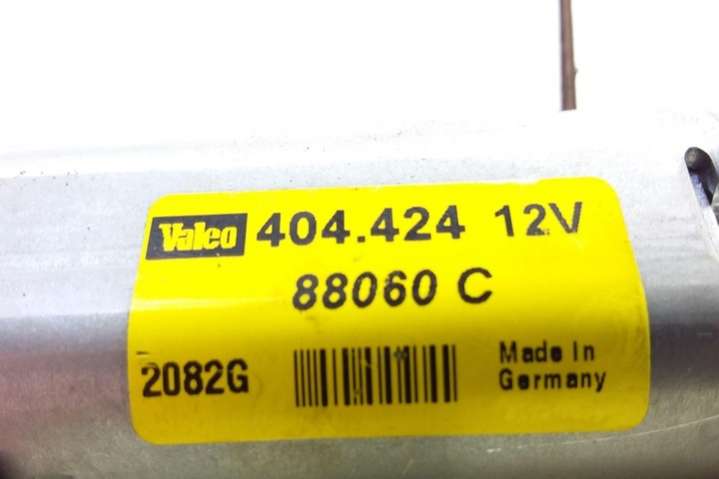 Valeo 404.424 12V
88060 C
2082G
Made In
Germany